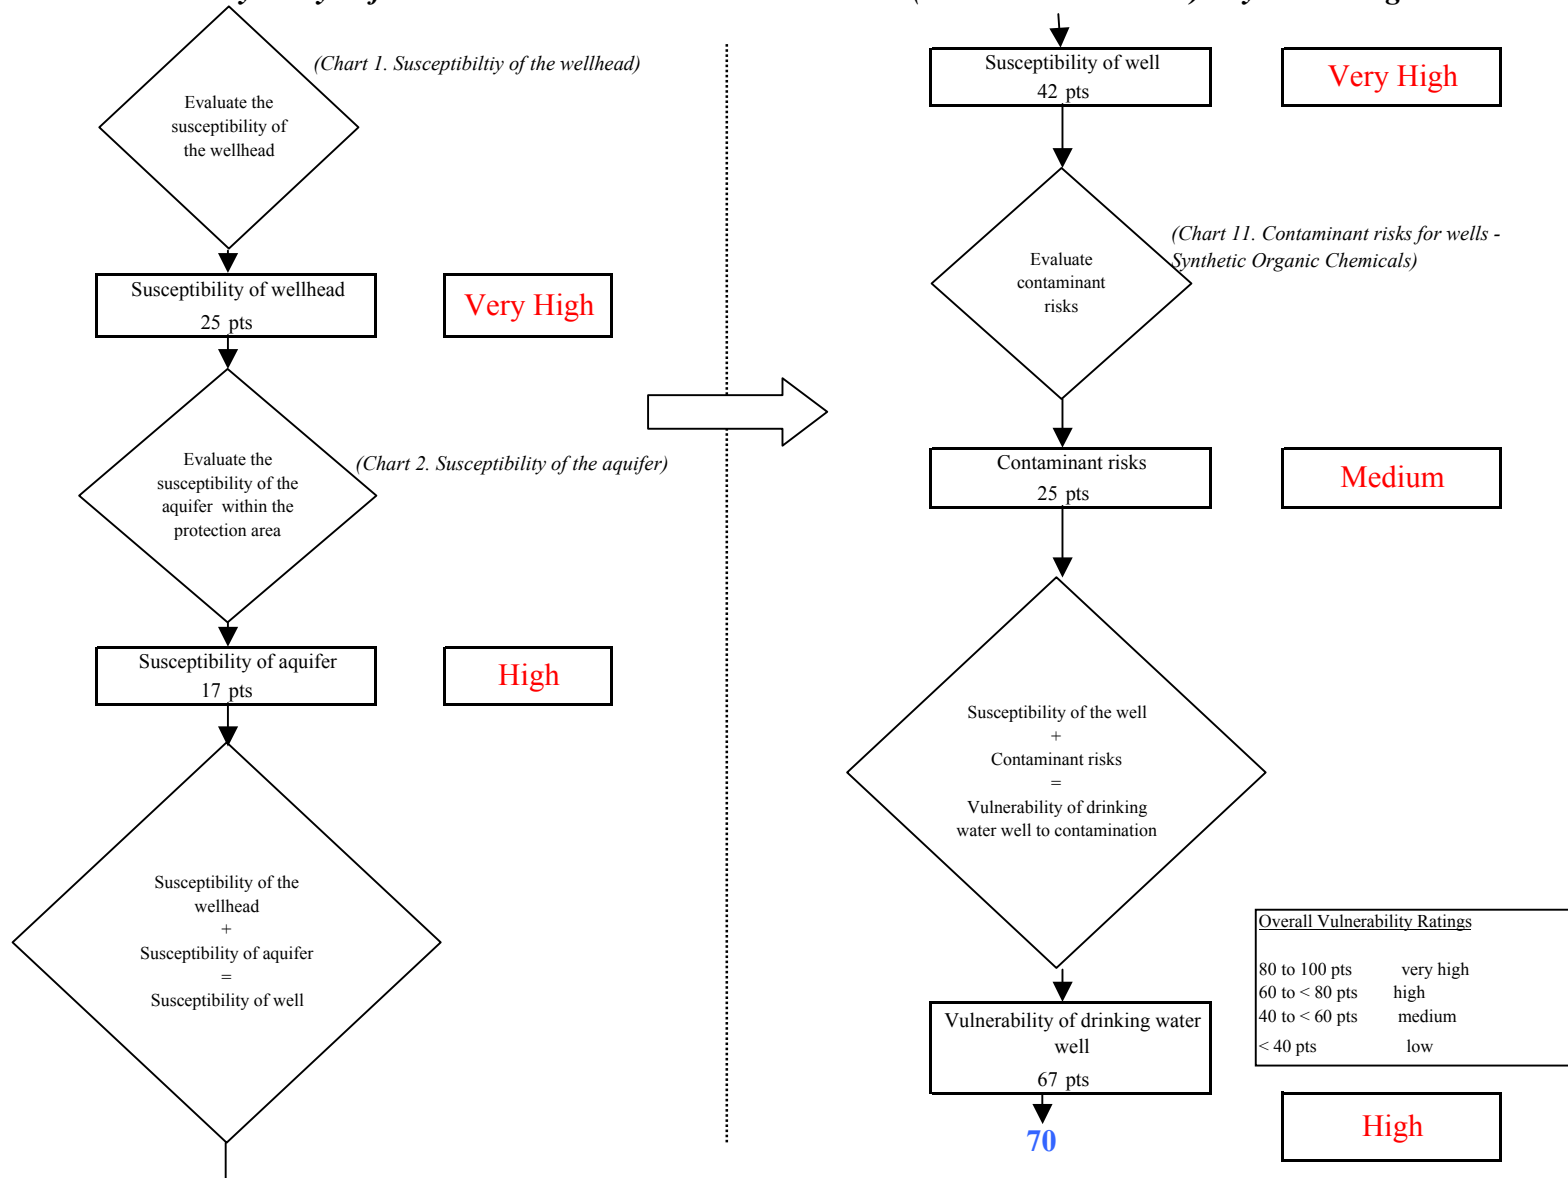 (Chart 1. Susceptibiltiy of the wellhead)
Evaluate the
susceptibility of
the wellhead
Susceptibility of wellhead
25 pts
Very High
Evaluate the
susceptibility of the
aquifer within the
protection area
(Chart 2. Susceptibility of the aquifer)
Susceptibility of aquifer
17 pts
High
Susceptibility of the
wellhead
+
Susceptibility of aquifer
=
Susceptibility of well
Susceptibility of well
42 pts
Very High
(Chart 11. Contaminant risks for wells -
Synthetic Organic Chemicals)
Evaluate
contaminant
risks
Contaminant risks
25 pts
Medium
Susceptibility of the well
+
Contaminant risks
=
Vulnerability of drinking
water well to contamination
Overall Vulnerability Ratings
80 to 100 pts very high
60 to < 80 pts high
40 to < 60 pts medium
< 40 pts low
Vulnerability of drinking water
well
67 pts
70
High